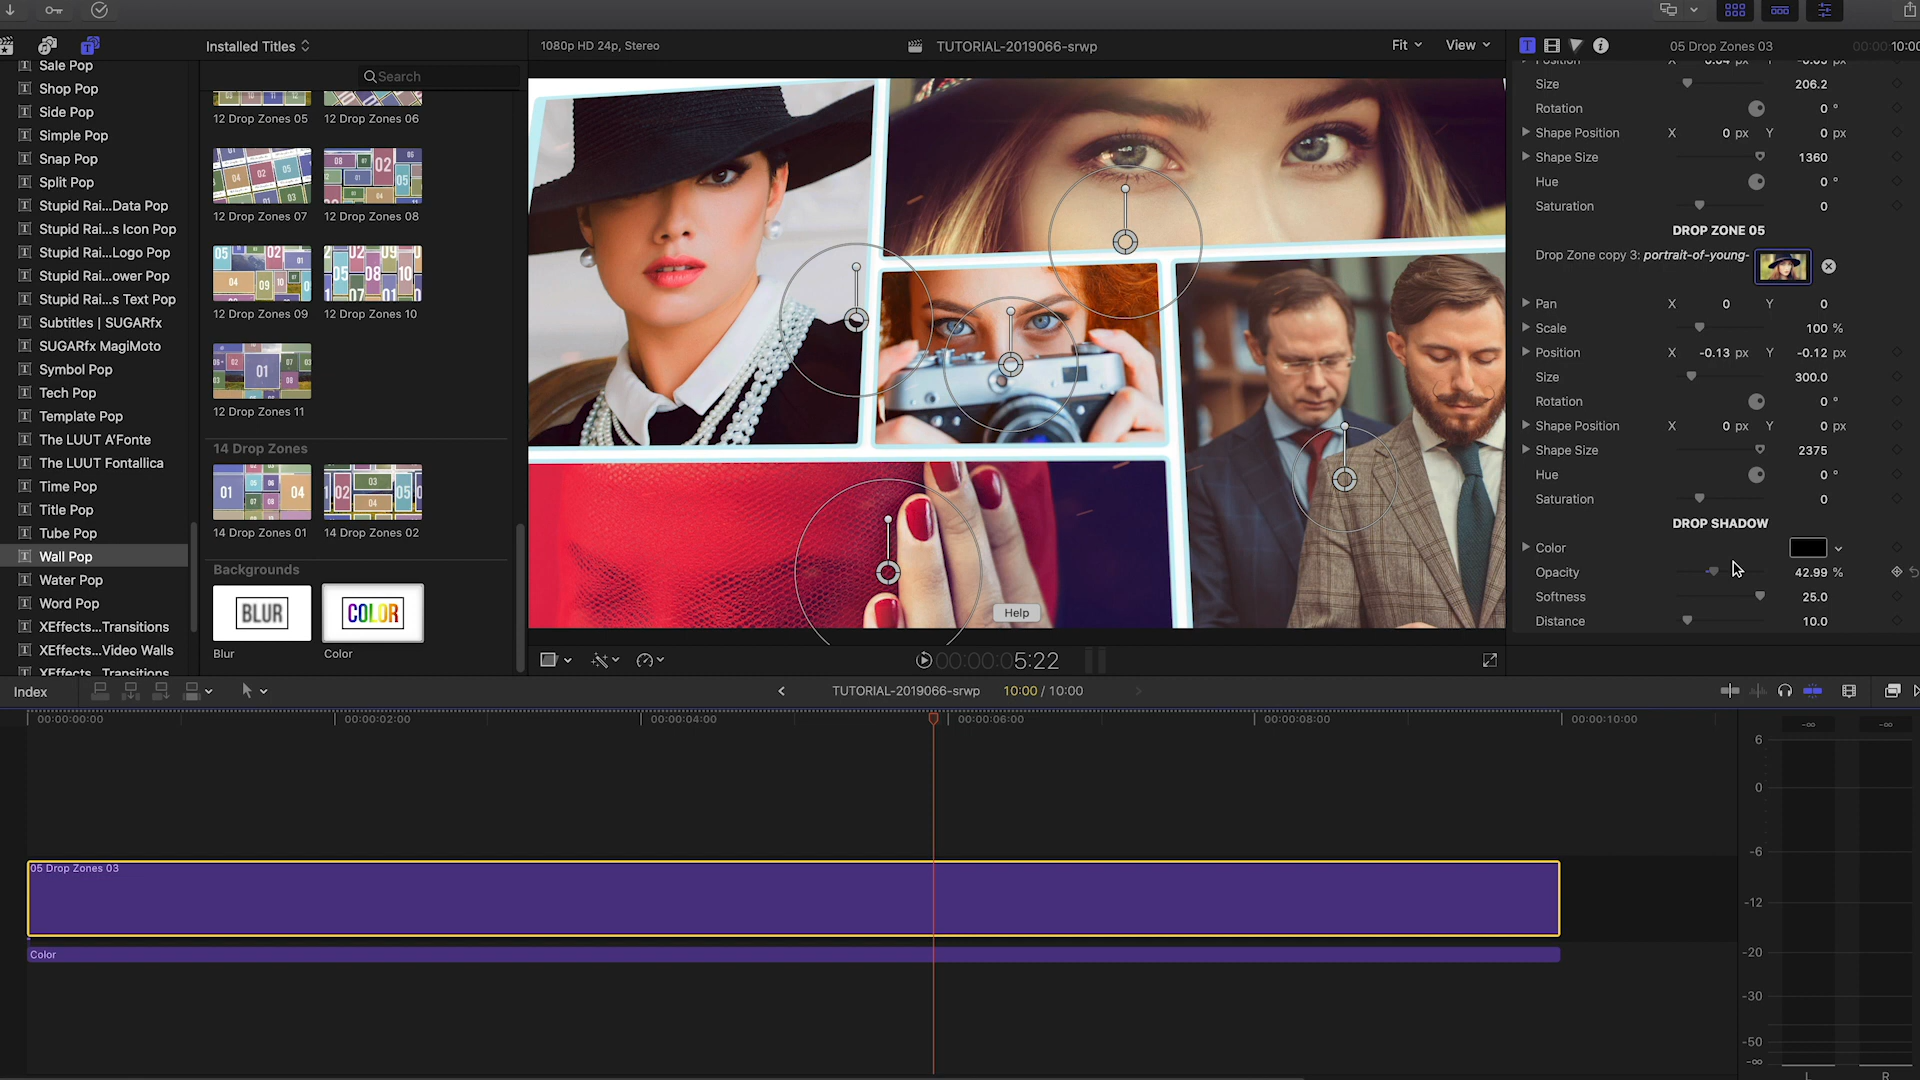 Installed Titles
1080p HD 24p, Stereo
TUTORIAL-2019066-srwp
Fit
View
05 Drop Zones 03
Search
Sale Pop
Shop Pop
Side Pop
Simple Pop
Snap Pop
Split Pop
Stupid Rai...Data Pop
Stupid Rai...s Icon Pop
Stupid Rai...Logo Pop
Stupid Rai...ower Pop
Stupid Rai...s Text Pop
Subtitles | SUGARfx
SUGARfx MagiMoto
Symbol Pop
Tech Pop
Template Pop
The LUUT A'Fonte
The LUUT Fontallica
Time Pop
Title Pop
Tube Pop
Wall Pop
Water Pop
Word Pop
XEffects...Transitions
XEffects...Video Walls
XEffects...Transitions
12 Drop Zones 05
12 Drop Zones 06
12 Drop Zones 07
12 Drop Zones 08
12 Drop Zones 09
12 Drop Zones 10
12 Drop Zones 11
14 Drop Zones
14 Drop Zones 01
14 Drop Zones 02
Backgrounds
BLUR
COLOR
Blur
Color
Help
00:00:05:22
Size 206.2
Rotation 0 °
Shape Position X 0 px Y 0 px
Shape Size 1360
Hue 0 °
Saturation 0
DROP ZONE 05
Drop Zone copy 3: portrait-of-young-
Pan X 0 Y 0
Scale 100 %
Position X -0.13 px Y -0.12 px
Size 300.0
Rotation 0 °
Shape Position X 0 px Y 0 px
Shape Size 2375
Hue 0 °
Saturation 0
DROP SHADOW
Color
Opacity 42.99 %
Softness 25.0
Distance 10.0
Index
TUTORIAL-2019066-srwp
10:00 / 10:00
00:00:00:00
00:00:02:00
00:00:04:00
00:00:06:00
00:00:08:00
00:00:10:00
05 Drop Zones 03
Color
-∞ -∞
6
0
-6
-12
-20
-30
-50
-∞
L R